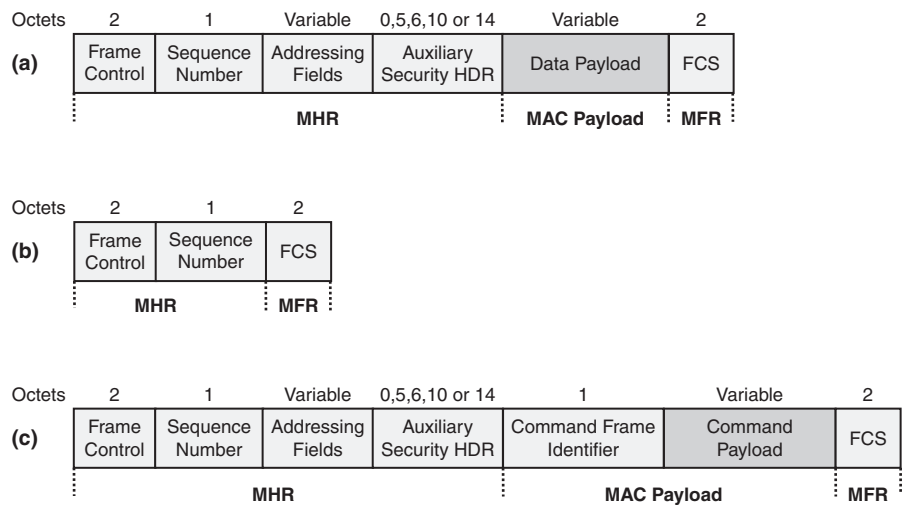 Octets 2 1 Variable 0,5,6,10 or 14 Variable 2
(a) Frame Control Sequence Number Addressing Fields Auxiliary Security HDR Data Payload FCS
MHR MAC Payload MFR
Octets 2 1 2
(b) Frame Control Sequence Number FCS
MHR MFR
Octets 2 1 Variable 0,5,6,10 or 14 1 Variable 2
(c) Frame Control Sequence Number Addressing Fields Auxiliary Security HDR Command Frame Identifier Command Payload FCS
MHR MAC Payload MFR